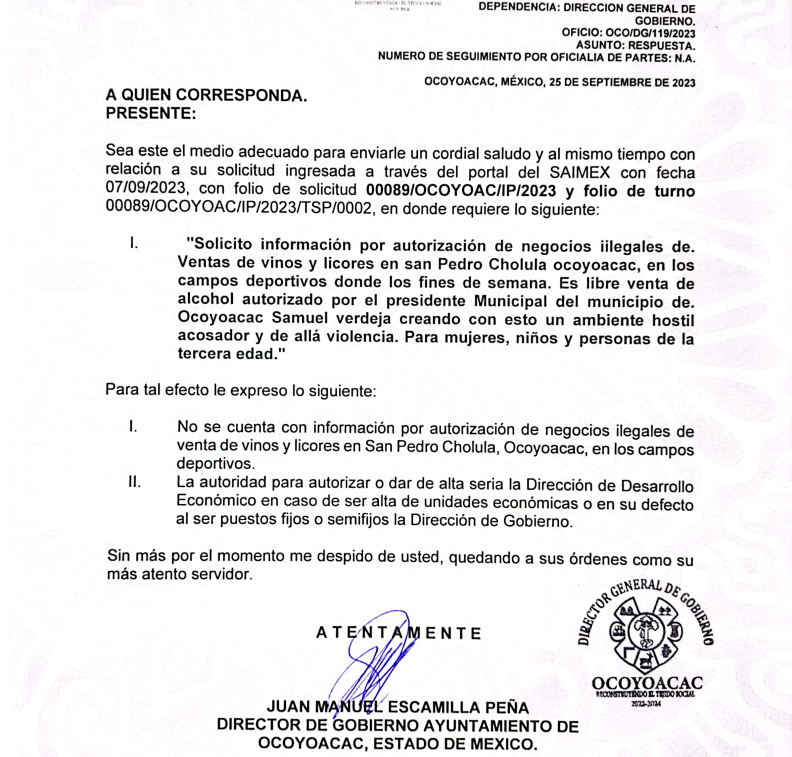 RECONSTRUYENDO EL TEJIDO SOCIAL
DEPENDENCIA: DIRECCION GENERAL DE
GOBIERNO.
OFICIO: OCO/DG/119/2023
ASUNTO: RESPUESTA.
NUMERO DE SEGUIMIENTO POR OFICIALIA DE PARTES: N.A.
OCOYOACAC, MÉXICO, 25 DE SEPTIEMBRE DE 2023
A QUIEN CORRESPONDA.
PRESENTE:
Sea este el medio adecuado para enviarle un cordial saludo y al mismo tiempo con
relación a su solicitud ingresada a través del portal del SAIMEX con fecha
07/09/2023, con folio de solicitud 00089/OCOYOAC/IP/2023 y folio de turno
00089/OCOYOAC/IP/2023/TSP/0002, en donde requiere lo siguiente:
I. "Solicito información por autorización de negocios iilegales de.
Ventas de vinos y licores en san Pedro Cholula ocoyoacac, en los
campos deportivos donde los fines de semana. Es libre venta de
alcohol autorizado por el presidente Municipal del municipio de.
Ocoyoacac Samuel verdeja creando con esto un ambiente hostil
acosador y de allá violencia. Para mujeres, niños y personas de la
tercera edad."
Para tal efecto le expreso lo siguiente:
I. No se cuenta con información por autorización de negocios ilegales de
venta de vinos y licores en San Pedro Cholula, Ocoyoacac, en los campos
deportivos.
II. La autoridad para autorizar o dar de alta seria la Dirección de Desarrollo
Económico en caso de ser alta de unidades económicas o en su defecto
al ser puestos fijos o semifijos la Dirección de Gobierno.
Sin más por el momento me despido de usted, quedando a sus órdenes como su
más atento servidor.
A T E N T A M E N T E
JUAN MANUEL ESCAMILLA PEÑA
DIRECTOR DE GOBIERNO AYUNTAMIENTO DE
OCOYOACAC, ESTADO DE MEXICO.
DIRECTOR GENERAL DE GOBIERNO
OCOYOACAC
RECONSTRUYENDO EL TEJIDO SOCIAL
2022-2024